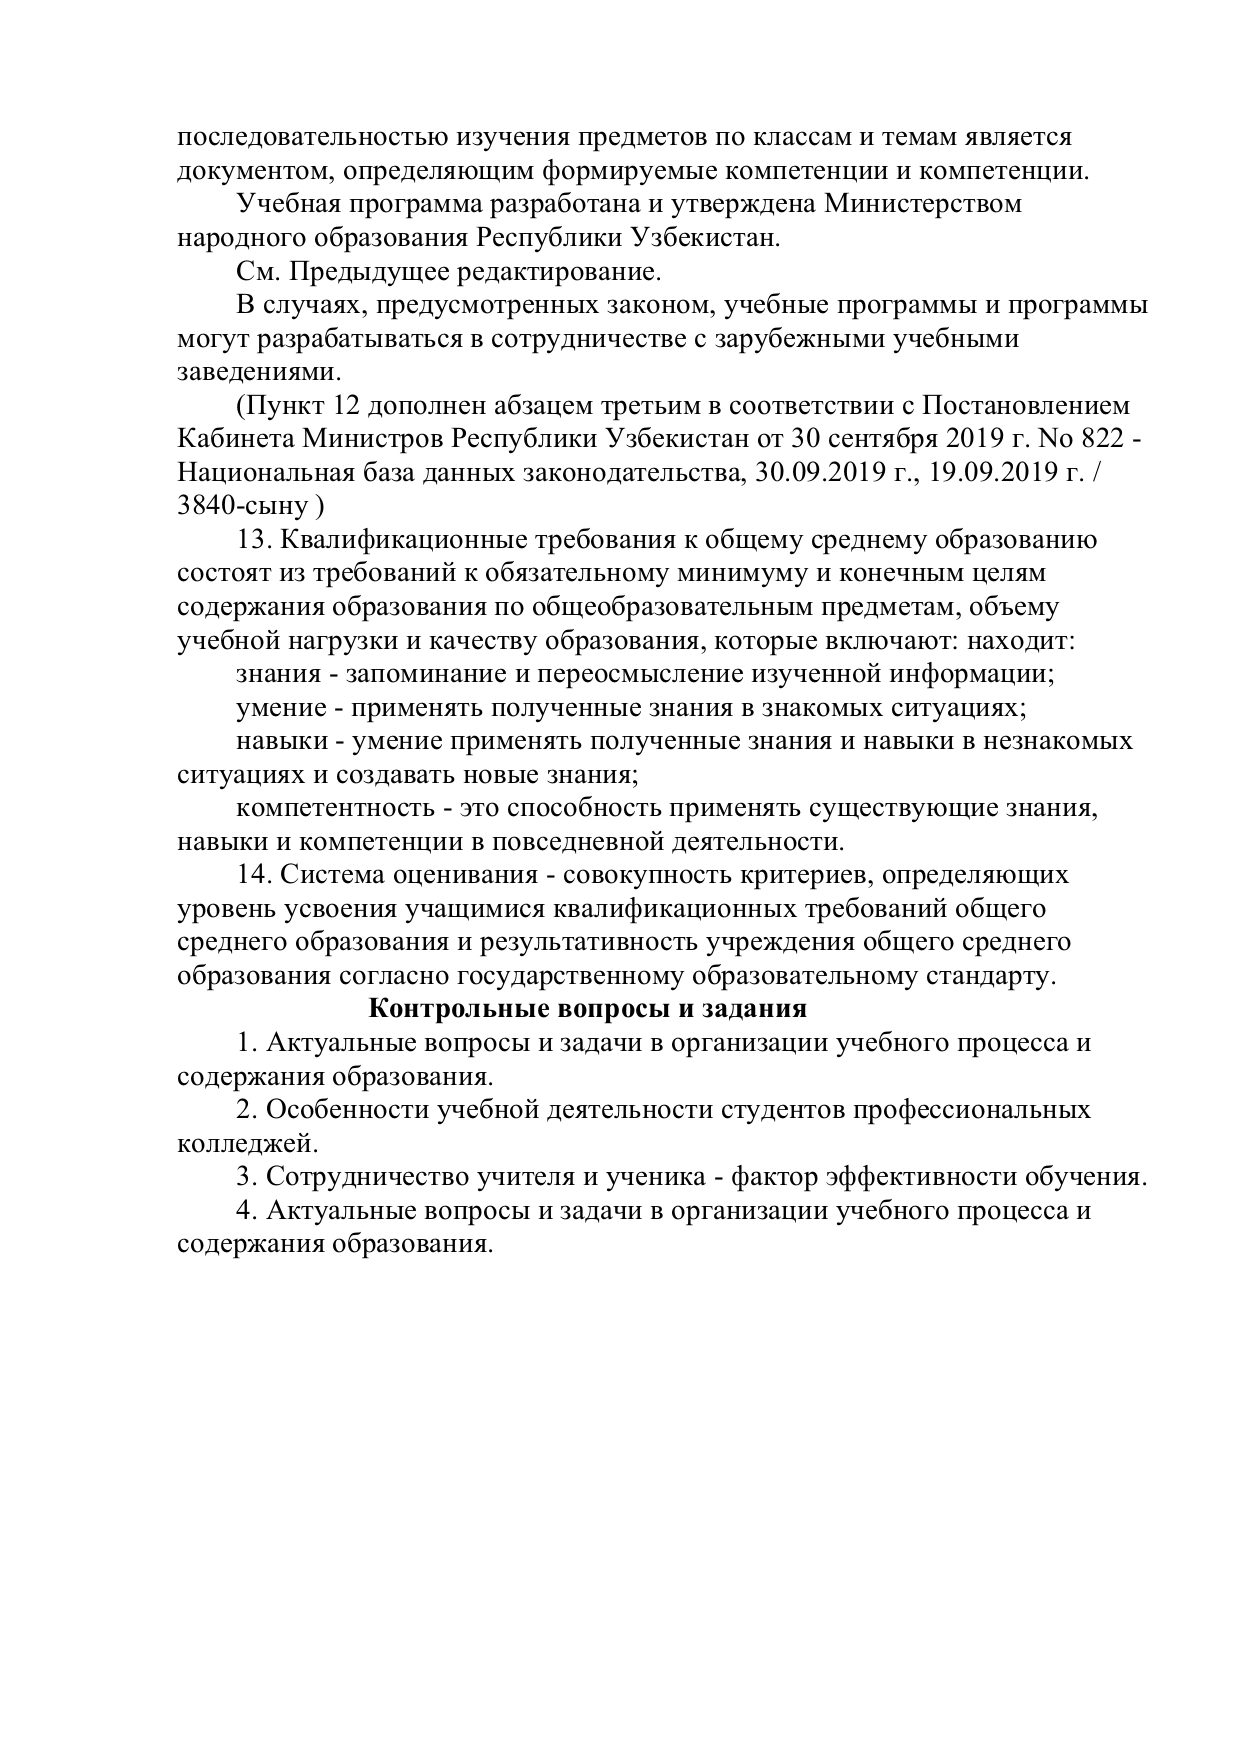 последовательностью изучения предметов по классам и темам является
документом, определяющим формируемые компетенции и компетенции.
Учебная программа разработана и утверждена Министерством
народного образования Республики Узбекистан.
См. Предыдущее редактирование.
В случаях, предусмотренных законом, учебные программы и программы
могут разрабатываться в сотрудничестве с зарубежными учебными
заведениями.
(Пункт 12 дополнен абзацем третьим в соответствии с Постановлением
Кабинета Министров Республики Узбекистан от 30 сентября 2019 г. No 822 -
Национальная база данных законодательства, 30.09.2019 г., 19.09.2019 г. /
3840-сыну )
13. Квалификационные требования к общему среднему образованию
состоят из требований к обязательному минимуму и конечным целям
содержания образования по общеобразовательным предметам, объему
учебной нагрузки и качеству образования, которые включают: находит:
знания - запоминание и переосмысление изученной информации;
умение - применять полученные знания в знакомых ситуациях;
навыки - умение применять полученные знания и навыки в незнакомых
ситуациях и создавать новые знания;
компетентность - это способность применять существующие знания,
навыки и компетенции в повседневной деятельности.
14. Система оценивания - совокупность критериев, определяющих
уровень усвоения учащимися квалификационных требований общего
среднего образования и результативность учреждения общего среднего
образования согласно государственному образовательному стандарту.
Контрольные вопросы и задания
1. Актуальные вопросы и задачи в организации учебного процесса и
содержания образования.
2. Особенности учебной деятельности студентов профессиональных
колледжей.
3. Сотрудничество учителя и ученика - фактор эффективности обучения.
4. Актуальные вопросы и задачи в организации учебного процесса и
содержания образования.